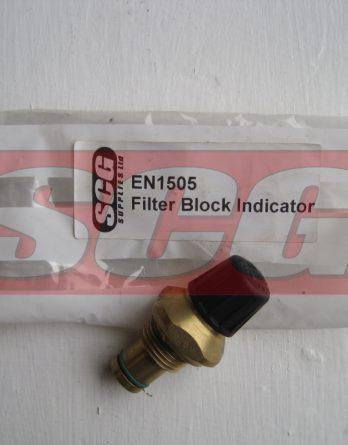 SCG
SUPPLIES Ltd
EN1505
Filter Block Indicator
SCG